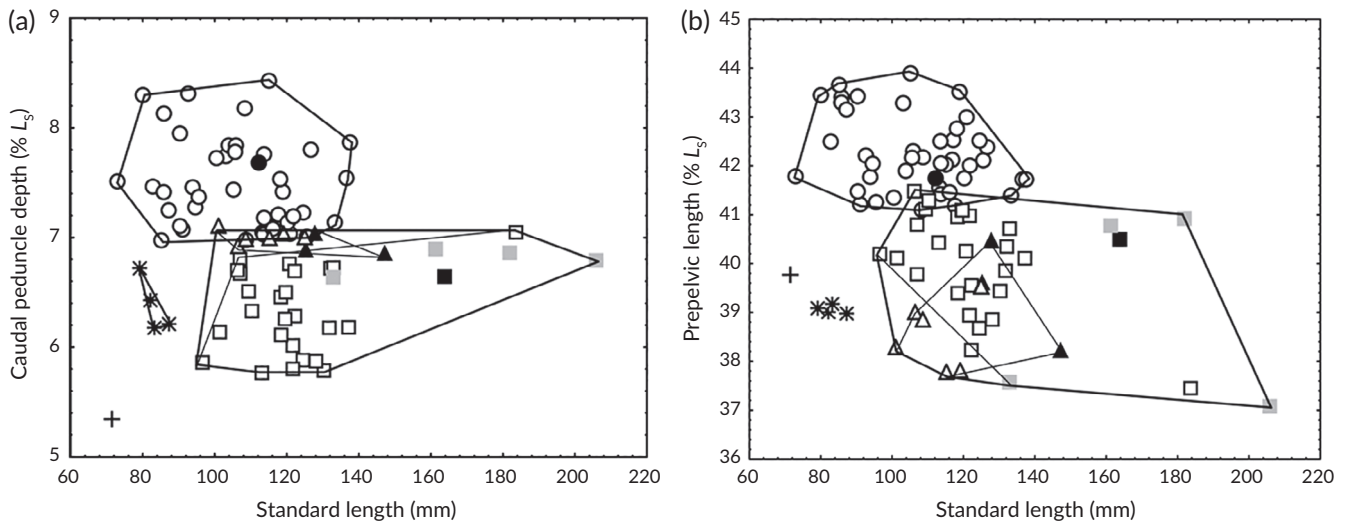 (a)
9
8
7
6
5
Caudal peduncle depth (% LS)
60 80 100 120 140 160 180 200 220
Standard length (mm)
(b)
45
44
43
42
41
40
39
38
37
36
Prepelvic length (% LS)
60 80 100 120 140 160 180 200 220
Standard length (mm)